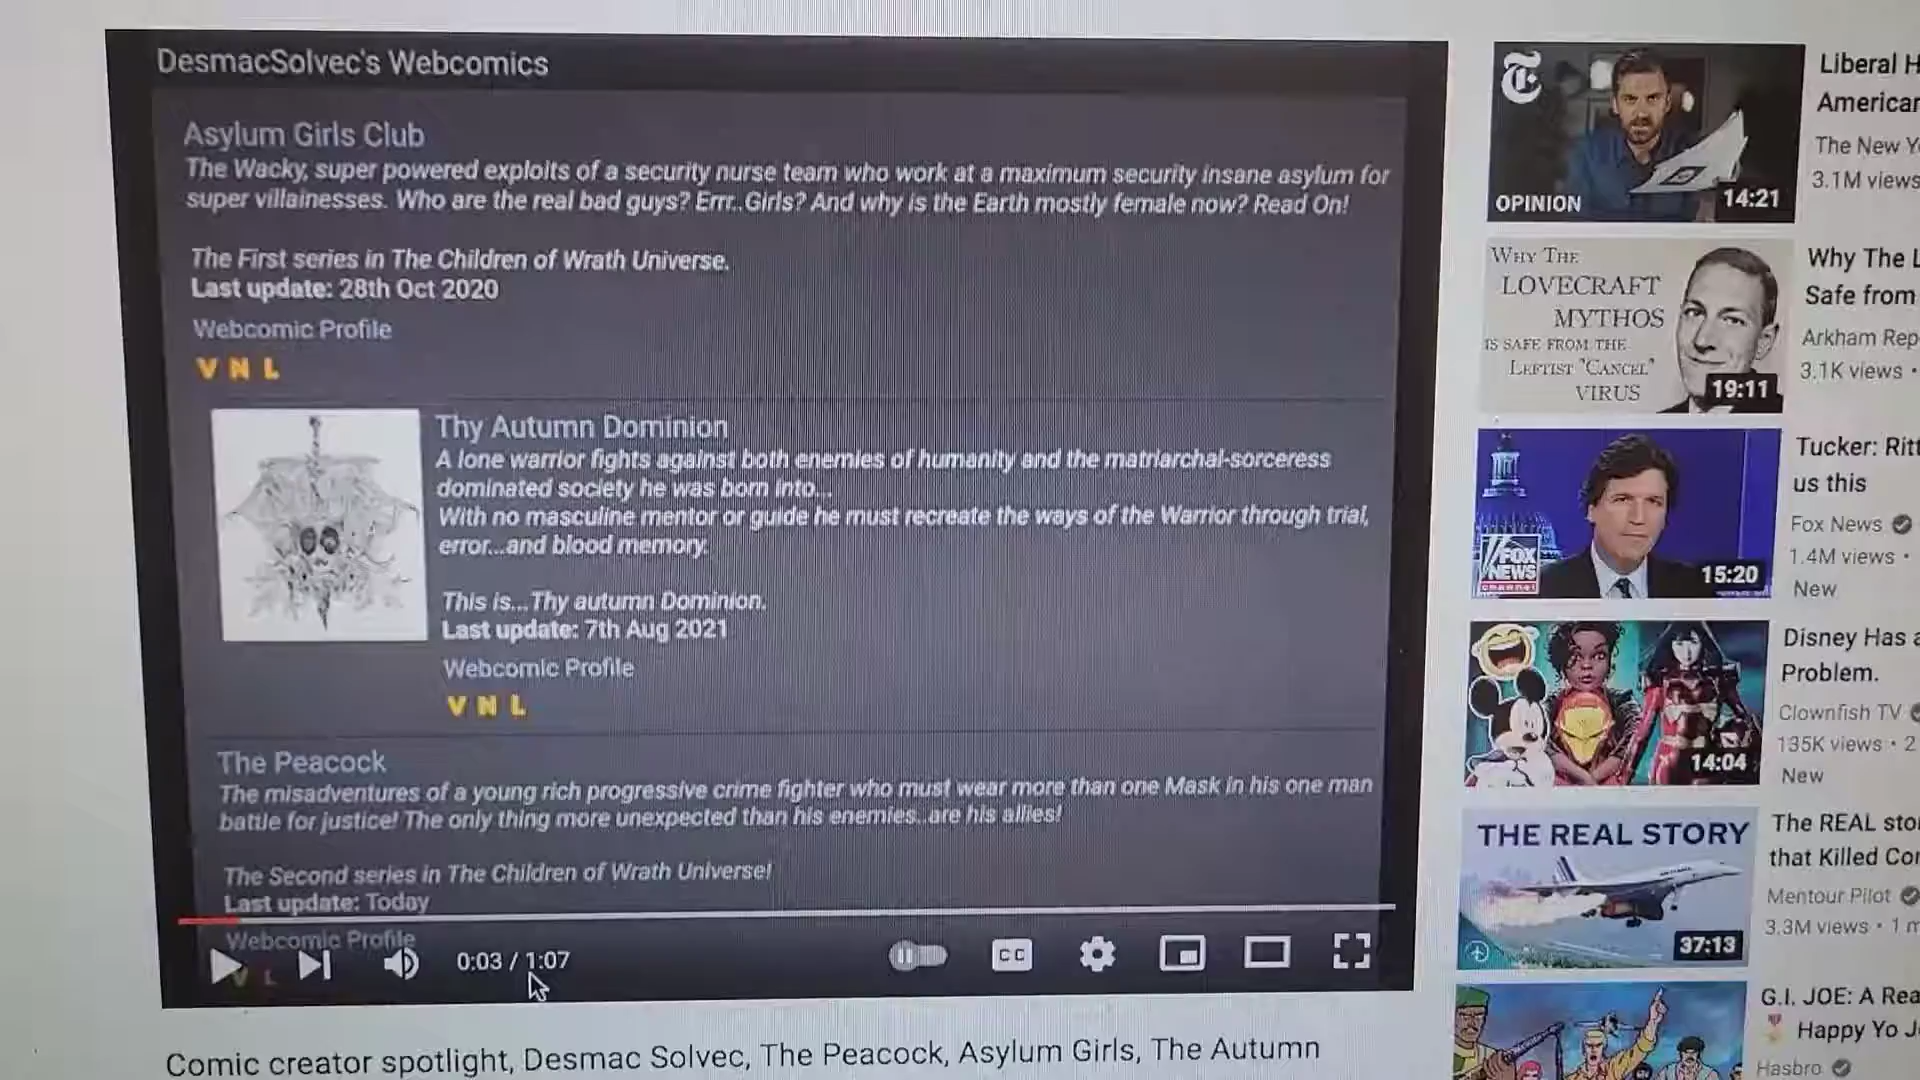 DesmacSolvec's Webcomics
Asylum Girls Club
The Wacky, super powered exploits of a security nurse team who work at a maximum security insane asylum for
super villainesses. Who are the real bad guys? Errr..Girls? And why is the Earth mostly female now? Read On!
The First series in The Children of Wrath Universe.
Last update: 28th Oct 2020
Webcomic Profile
V N L
Thy Autumn Dominion
A lone warrior fights against both enemies of humanity and the matriarchal-sorceress
dominated society he was born into...
With no masculine mentor or guide he must recreate the ways of the Warrior through trial,
error...and blood memory.
This is...Thy autumn Dominion.
Last update: 7th Aug 2021
Webcomic Profile
V N L
The Peacock
The misadventures of a young rich progressive crime fighter who must wear more than one Mask in his one man
battle for justice! The only thing more unexpected than his enemies..are his allies!
The Second series in The Children of Wrath Universe!
Last update: Today
Webcomic Profile
V L
0:03 / 1:07
CC
Comic creator spotlight, Desmac Solvec, The Peacock, Asylum Girls, The Autumn
OPINION
14:21
Liberal H
American
The New Y
3.1M views
WHY THE
LOVECRAFT
MYTHOS
IS SAFE FROM THE
LEFTIST "CANCEL"
VIRUS
19:11
Why The L
Safe from
Arkham Rep
3.1K views •
FOX
NEWS
channel
15:20
Tucker: Ritt
us this
Fox News
1.4M views •
New
14:04
Disney Has a
Problem.
Clownfish TV
135K views • 2
New
THE REAL STORY
37:13
The REAL stor
that Killed Con
Mentour Pilot
3.3M views • 1 m
G.I. JOE: A Rea
Happy Yo J
Hasbro